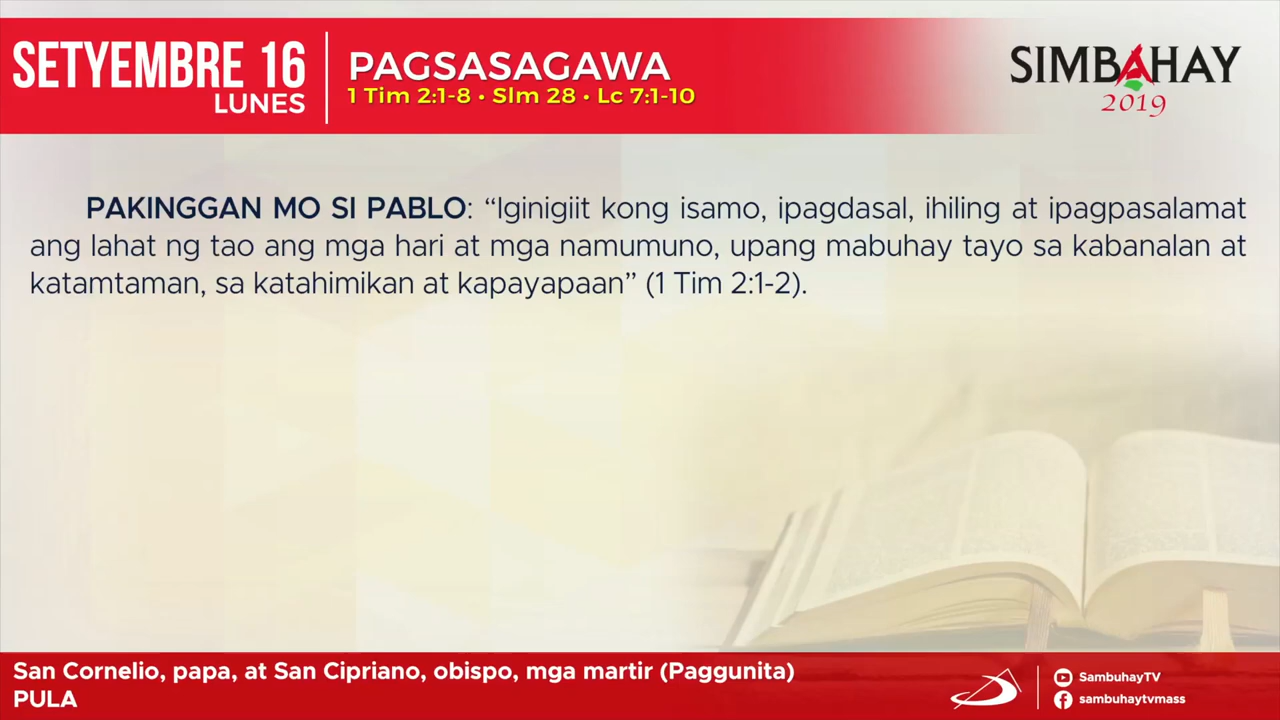 SETYEMBRE 16
LUNES
PAGSASAGAWA
1 Tim 2:1-8 • Slm 28 • Lc 7:1-10
SIMBAHAY
2019
PAKINGGAN MO SI PABLO: “Iginigiit kong isamo, ipagdasal, ihiling at ipagpasalamat
ang lahat ng tao ang mga hari at mga namumuno, upang mabuhay tayo sa kabanalan at
katamtaman, sa katahimikan at kapayapaan” (1 Tim 2:1-2).
San Cornelio, papa, at San Cipriano, obispo, mga martir (Paggunita)
PULA
SambuhayTV
sambuhaytvmass